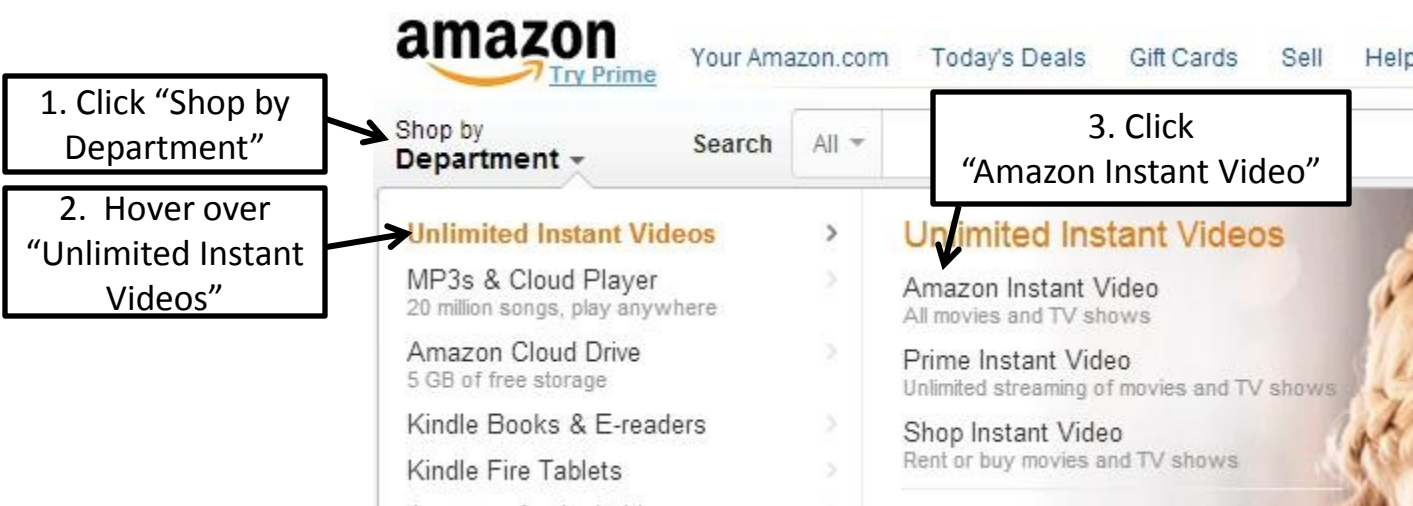 amazon
Try Prime
Your Amazon.com Today's Deals Gift Cards Sell Help
1. Click “Shop by
Department”
Shop by
Department
Search All
3. Click
“Amazon Instant Video”
2. Hover over
“Unlimited Instant
Videos”
Unlimited Instant Videos
MP3s & Cloud Player
20 million songs, play anywhere
Amazon Cloud Drive
5 GB of free storage
Kindle Books & E-readers
Kindle Fire Tablets
Unlimited Instant Videos
Amazon Instant Video
All movies and TV shows
Prime Instant Video
Unlimited streaming of movies and TV shows
Shop Instant Video
Rent or buy movies and TV shows